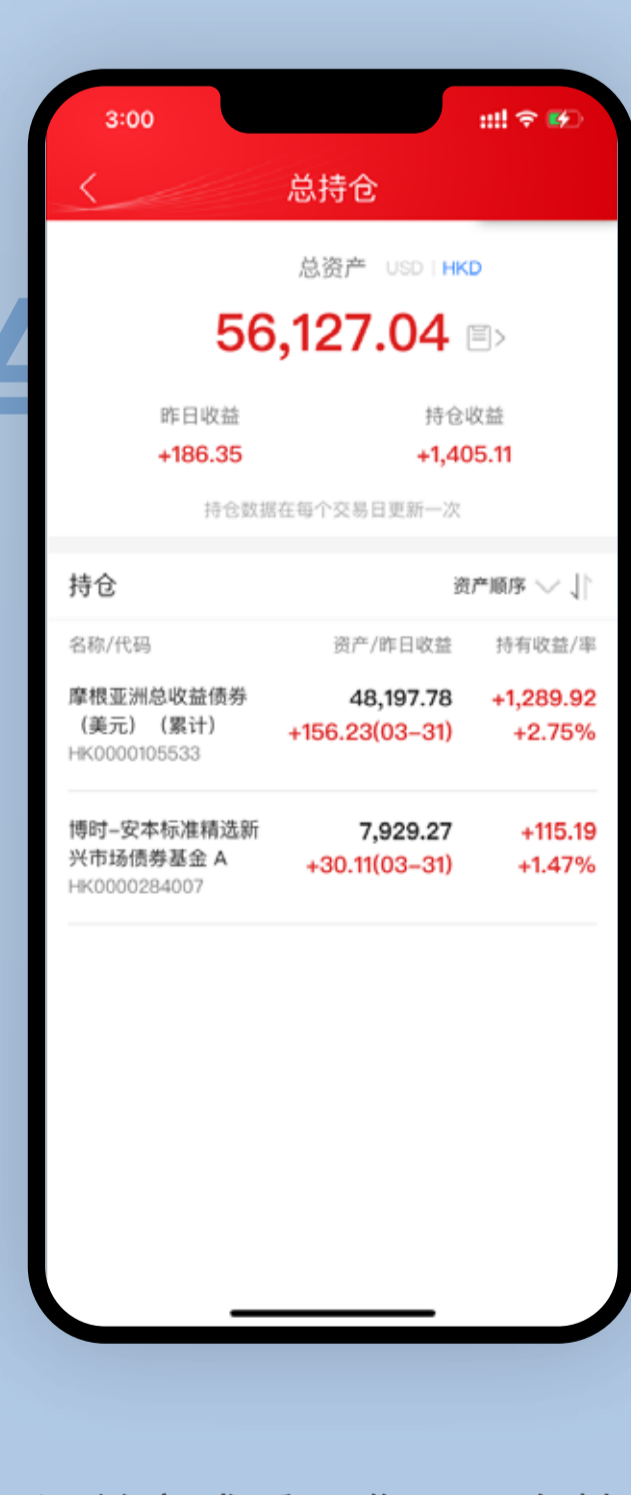 3:00
总持仓
总资产 USD | HKD
56,127.04
昨日收益 持仓收益
+186.35 +1,405.11
持仓数据在每个交易日更新一次
持仓 资产顺序
名称/代码 资产/昨日收益 持有收益/率
摩根亚洲总收益债券 48,197.78 +1,289.92
（美元）（累计） +156.23(03-31) +2.75%
HK0000105533
博时-安本标准精选新 7,929.27 +115.19
兴市场债券基金 A +30.11(03-31) +1.47%
HK0000284007